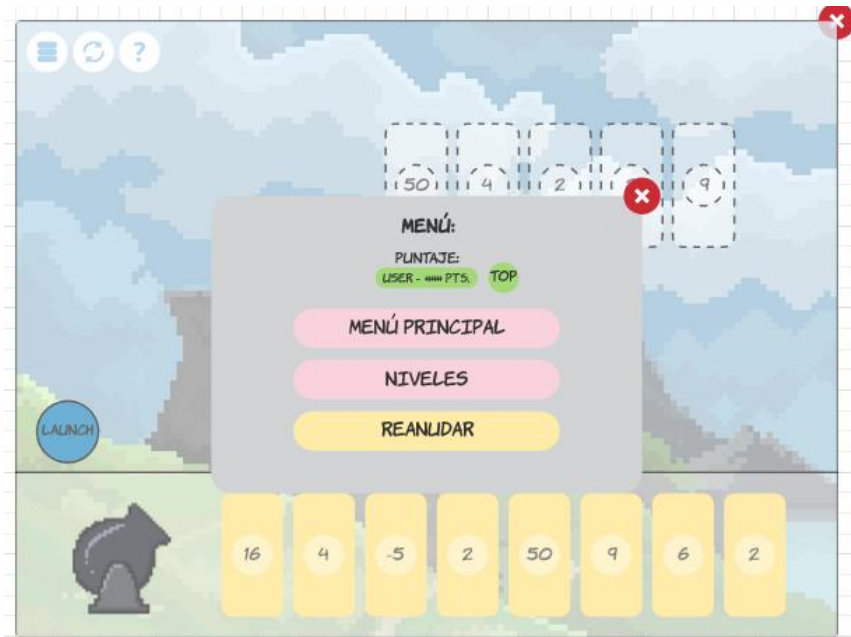 ?
50 4 2 9
MENÚ:
PUNTAJE:
USER - ### PTS. TOP
MENÚ PRINCIPAL
NIVELES
REANUDAR
LAUNCH
16 4 -5 2 50 9 6 2